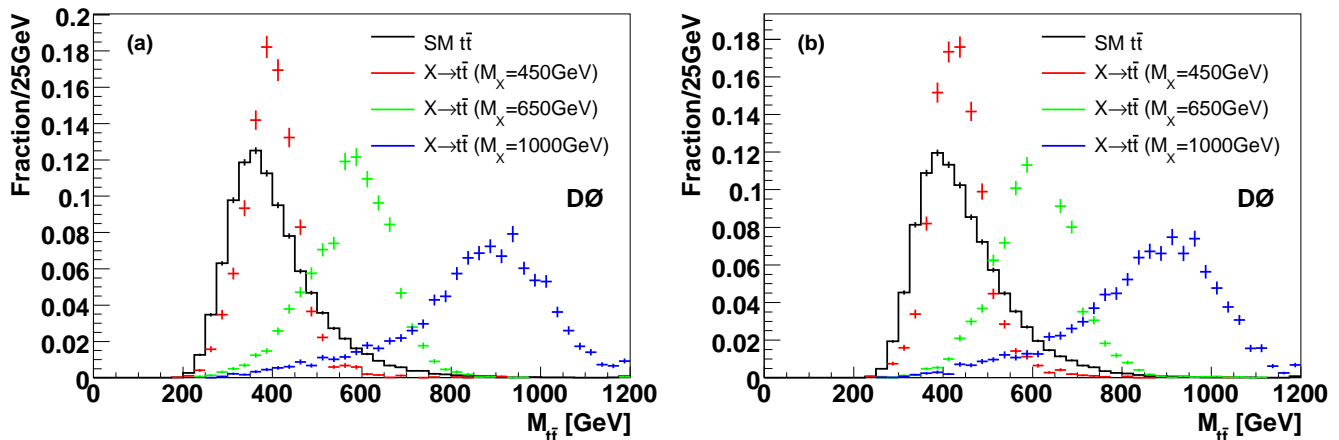 Fraction/25GeV
0.2
0.18
0.16
0.14
0.12
0.1
0.08
0.06
0.04
0.02
0
(a)
SM tt̄
X→tt̄ (M_X=450GeV)
X→tt̄ (M_X=650GeV)
X→tt̄ (M_X=1000GeV)
DØ
0 200 400 600 800 1000 1200
M_tt̄ [GeV]
Fraction/25GeV
0.18
0.16
0.14
0.12
0.1
0.08
0.06
0.04
0.02
0
(b)
SM tt̄
X→tt̄ (M_X=450GeV)
X→tt̄ (M_X=650GeV)
X→tt̄ (M_X=1000GeV)
DØ
0 200 400 600 800 1000 1200
M_tt̄ [GeV]